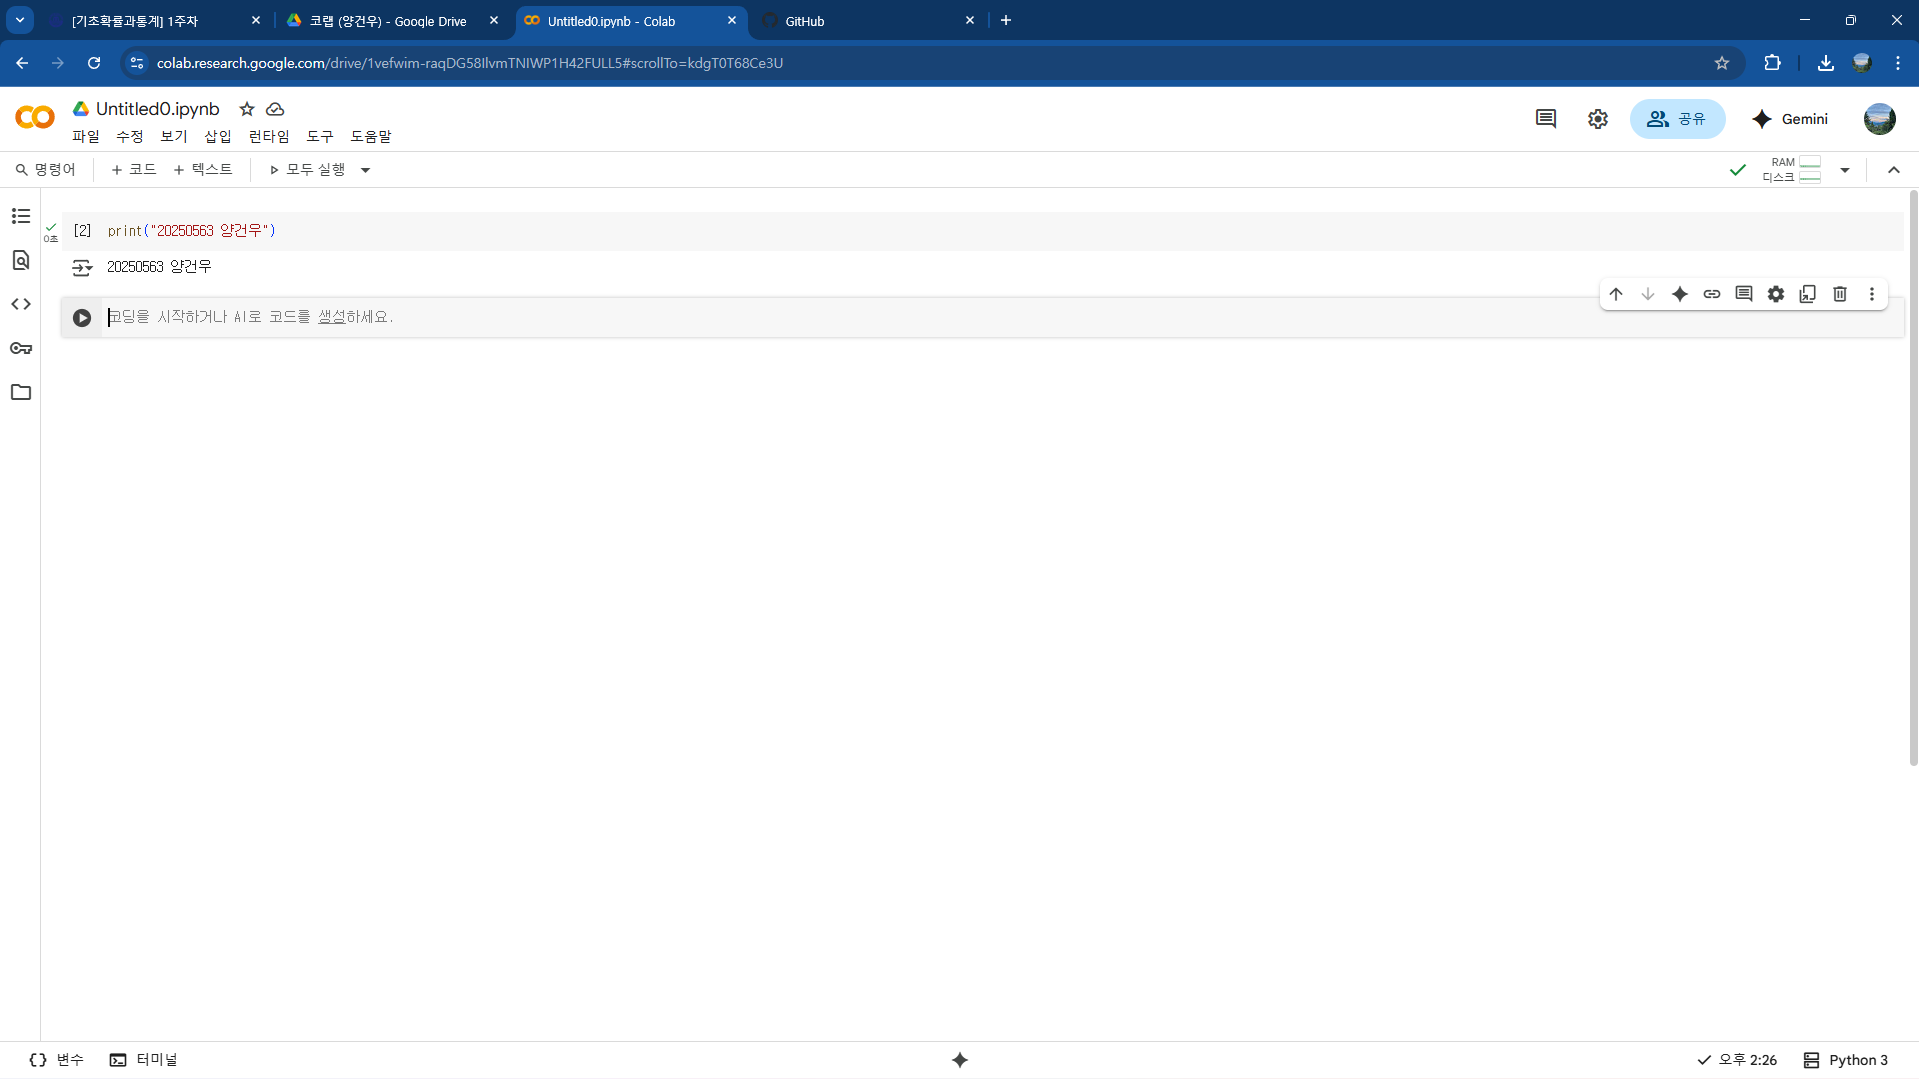 [기초확률과통계] 1주차
코랩 (양건우) - Google Drive
Untitled0.ipynb - Colab
GitHub
colab.research.google.com/drive/1vefwim-raqDG58IlvmTNIWP1H42FULL5#scrollTo=kdgT0T68Ce3U
Untitled0.ipynb
파일 수정 보기 삽입 런타임 도구 도움말
공유
Gemini
명령어 + 코드 + 텍스트 모두 실행
RAM
디스크
0초
[2] print("20250563 양건우")
20250563 양건우
코딩을 시작하거나 AI로 코드를 생성하세요.
변수 터미널
오후 2:26 Python 3